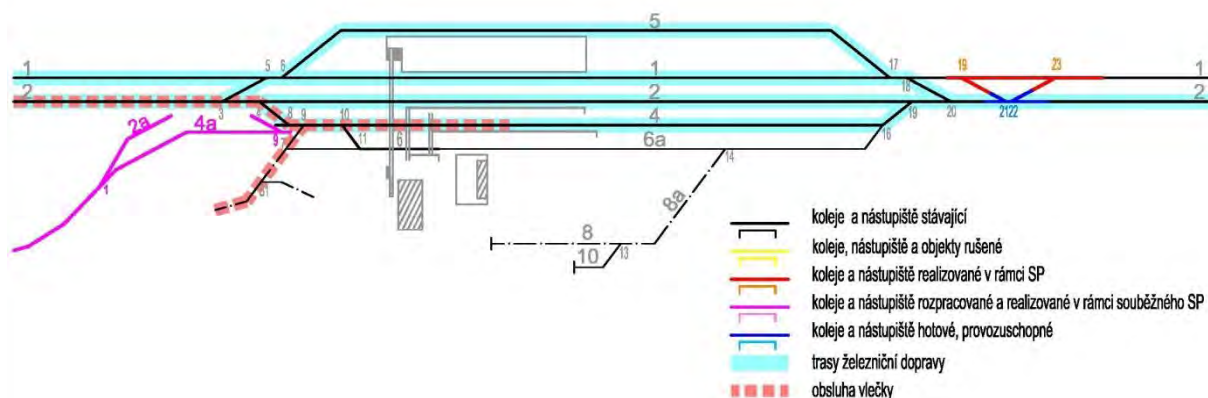 5
1 5 6 1 17 18 19 23 1
2 3 2 19 20 2122 2
2a 4a 8 9 10 4
9 7 11 6 6a 16
1 14
8a
8
10 13
koleje a nástupiště stávající
koleje, nástupiště a objekty rušené
koleje a nástupiště realizované v rámci SP
koleje a nástupiště rozpracované a realizované v rámci souběžného SP
koleje a nástupiště hotové, provozuschopné
trasy železniční dopravy
obsluha vlečky